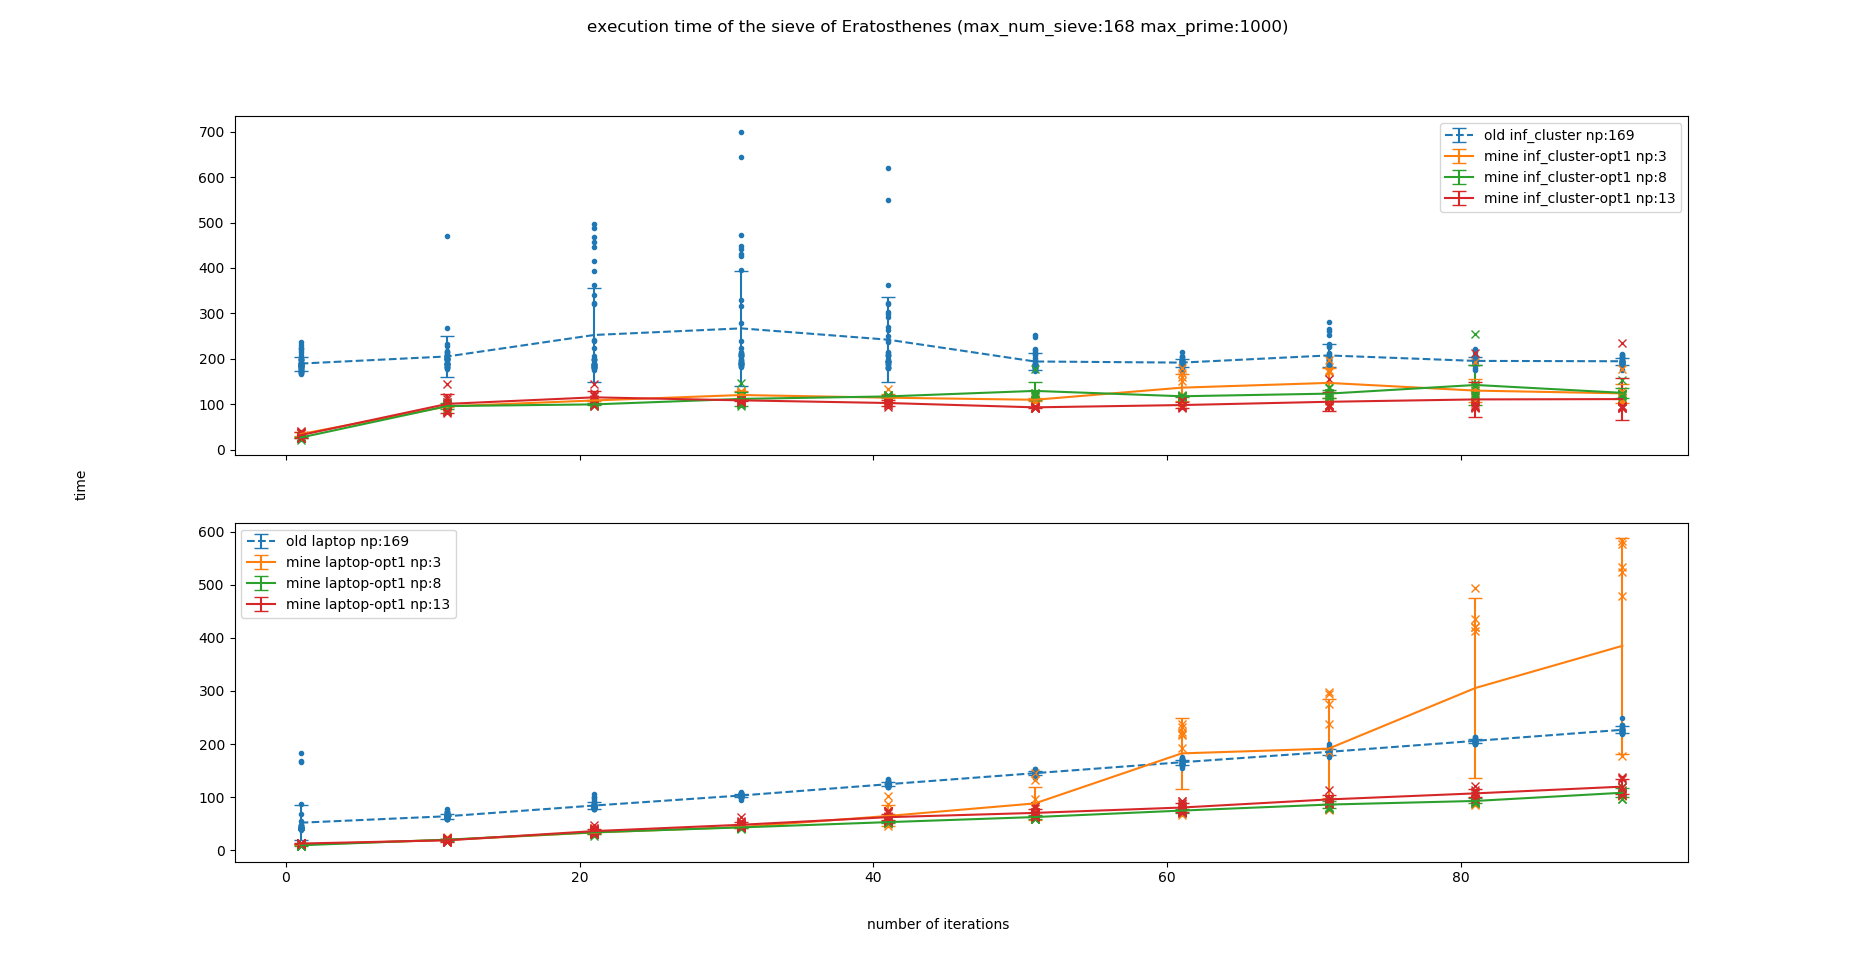 execution time of the sieve of Eratosthenes (max_num_sieve:168 max_prime:1000)
700
600
500
400
300
200
100
0
old inf_cluster np:169
mine inf_cluster-opt1 np:3
mine inf_cluster-opt1 np:8
mine inf_cluster-opt1 np:13
time
600
500
400
300
200
100
0
old laptop np:169
mine laptop-opt1 np:3
mine laptop-opt1 np:8
mine laptop-opt1 np:13
0 20 40 60 80
number of iterations